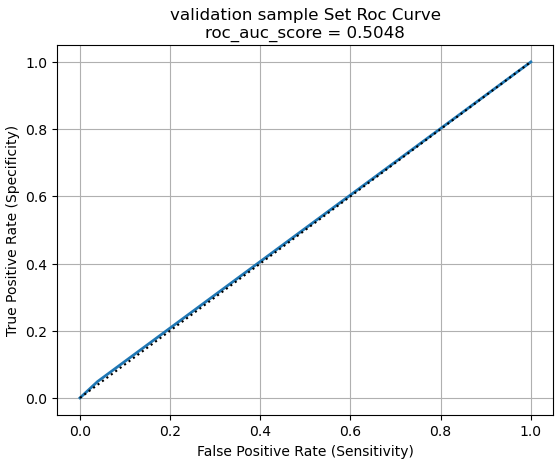 validation sample Set Roc Curve
roc_auc_score = 0.5048
1.0
0.8
0.6
0.4
0.2
0.0
True Positive Rate (Specificity)
0.0 0.2 0.4 0.6 0.8 1.0
False Positive Rate (Sensitivity)